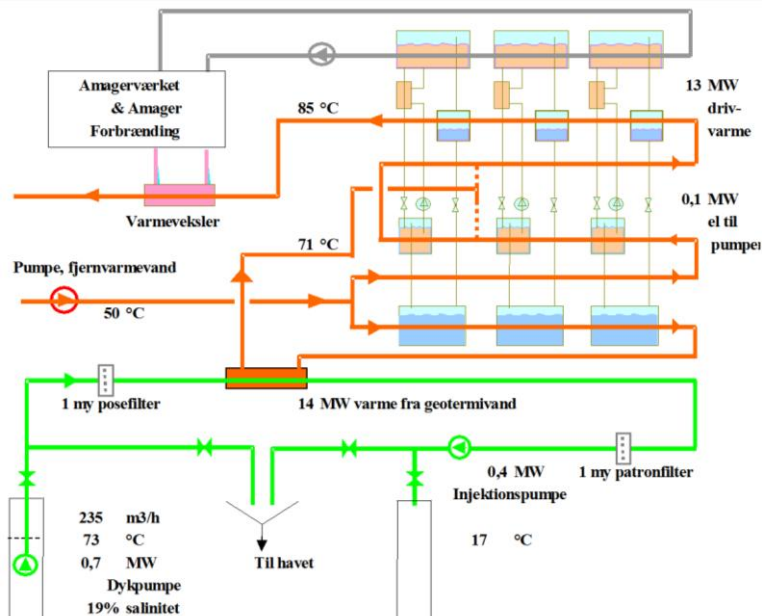 Amagerværket
& Amager
Forbrænding
85 °C
13 MW
driv-
varme
Varmeveksler
0,1 MW
el til
pumper
71 °C
Pumpe, fjernvarmevand
50 °C
1 my posefilter
14 MW varme fra geotermivand
0,4 MW
Injektionspumpe
1 my patronfilter
235 m3/h
73 °C
0,7 MW
Dykpumpe
19% salinitet
Til havet
17 °C